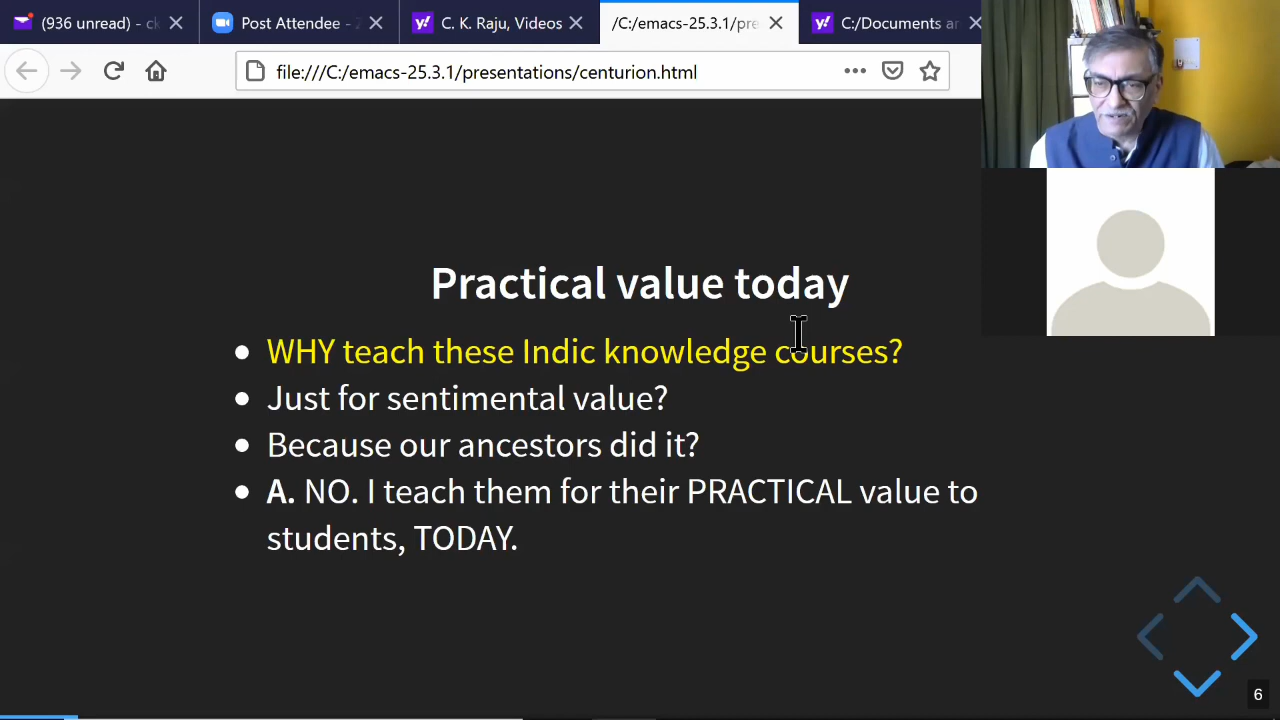 (936 unread) - ck
Post Attendee - Z
C. K. Raju, Videos
/C:/emacs-25.3.1/pre
C:/Documents an
file:///C:/emacs-25.3.1/presentations/centurion.html
Practical value today
WHY teach these Indic knowledge courses?
Just for sentimental value?
Because our ancestors did it?
A. NO. I teach them for their PRACTICAL value to
students, TODAY.
6